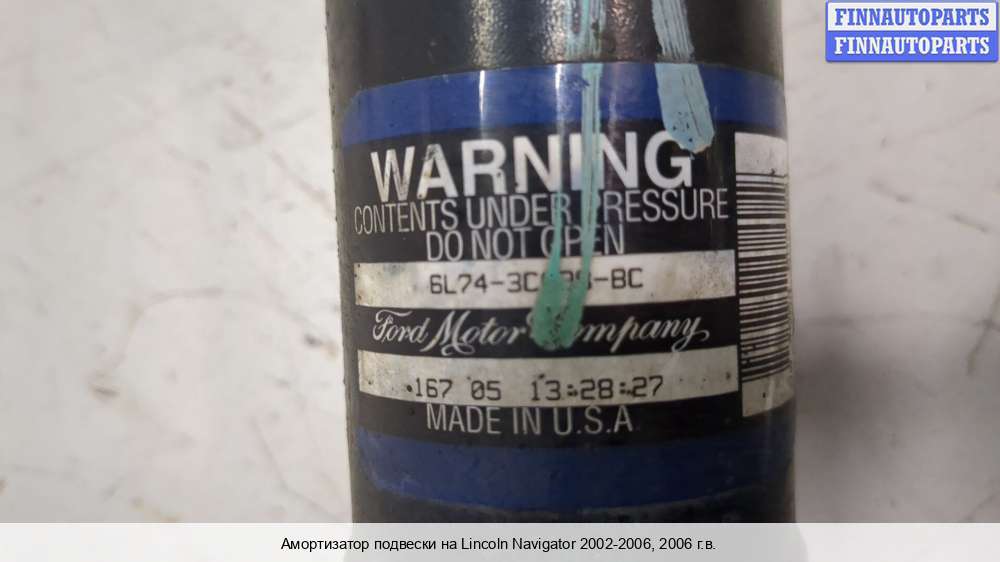 FINNAUTOPARTS
FINNAUTOPARTS
WARNING
CONTENTS UNDER PRESSURE
DO NOT OPEN
Ford Motor Company
167 05 13:28:27
MADE IN U.S.A
Амортизатор подвески на Lincoln Navigator 2002-2006, 2006 г.в.